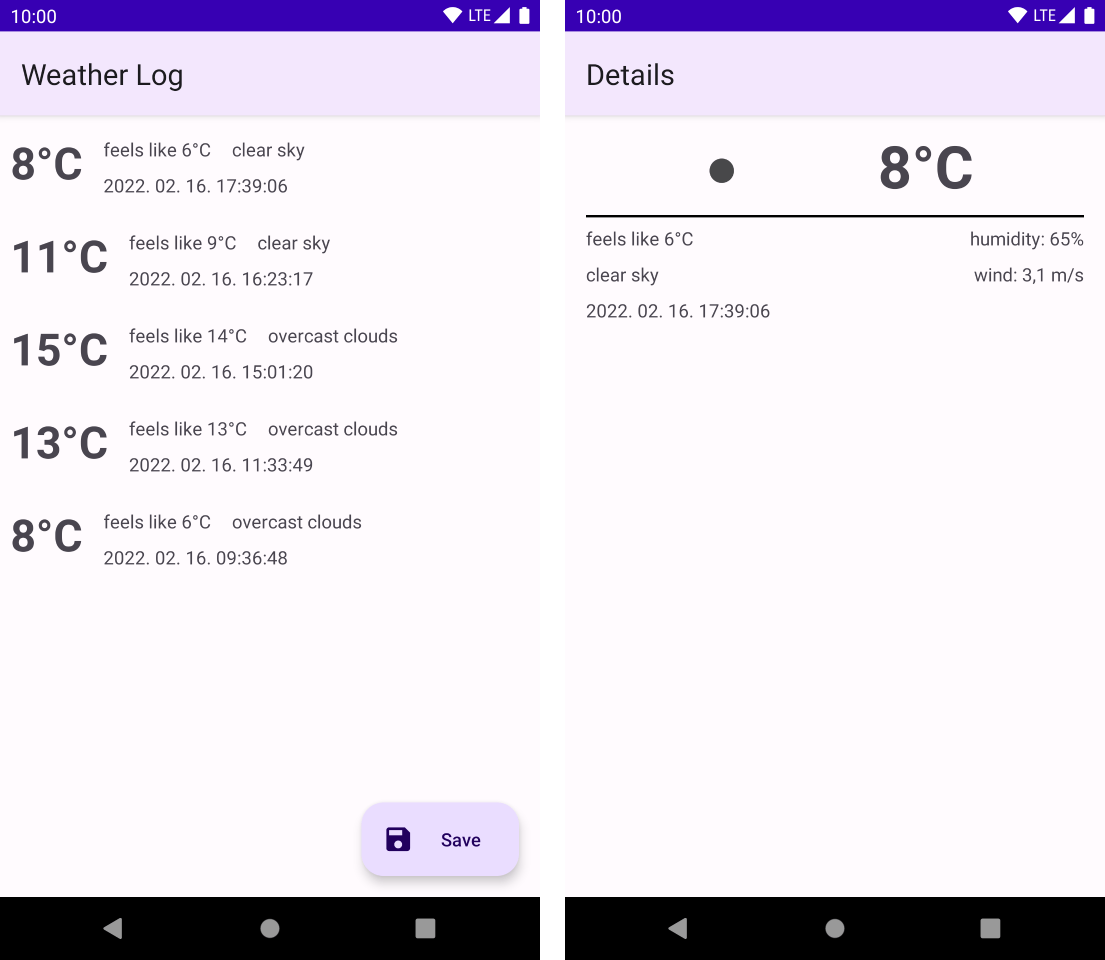 10:00 LTE
Weather Log
8°C
feels like 6°C clear sky
2022. 02. 16. 17:39:06
11°C
feels like 9°C clear sky
2022. 02. 16. 16:23:17
15°C
feels like 14°C overcast clouds
2022. 02. 16. 15:01:20
13°C
feels like 13°C overcast clouds
2022. 02. 16. 11:33:49
8°C
feels like 6°C overcast clouds
2022. 02. 16. 09:36:48
Save
10:00 LTE
Details
8°C
feels like 6°C humidity: 65%
clear sky wind: 3,1 m/s
2022. 02. 16. 17:39:06